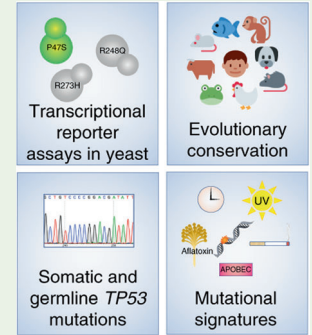 P47S
R248Q
R273H
Transcriptional
reporter
assays in yeast
Evolutionary
conservation
Somatic and
germline TP53
mutations
UV
Aflatoxin
APOBEC
Mutational
signatures